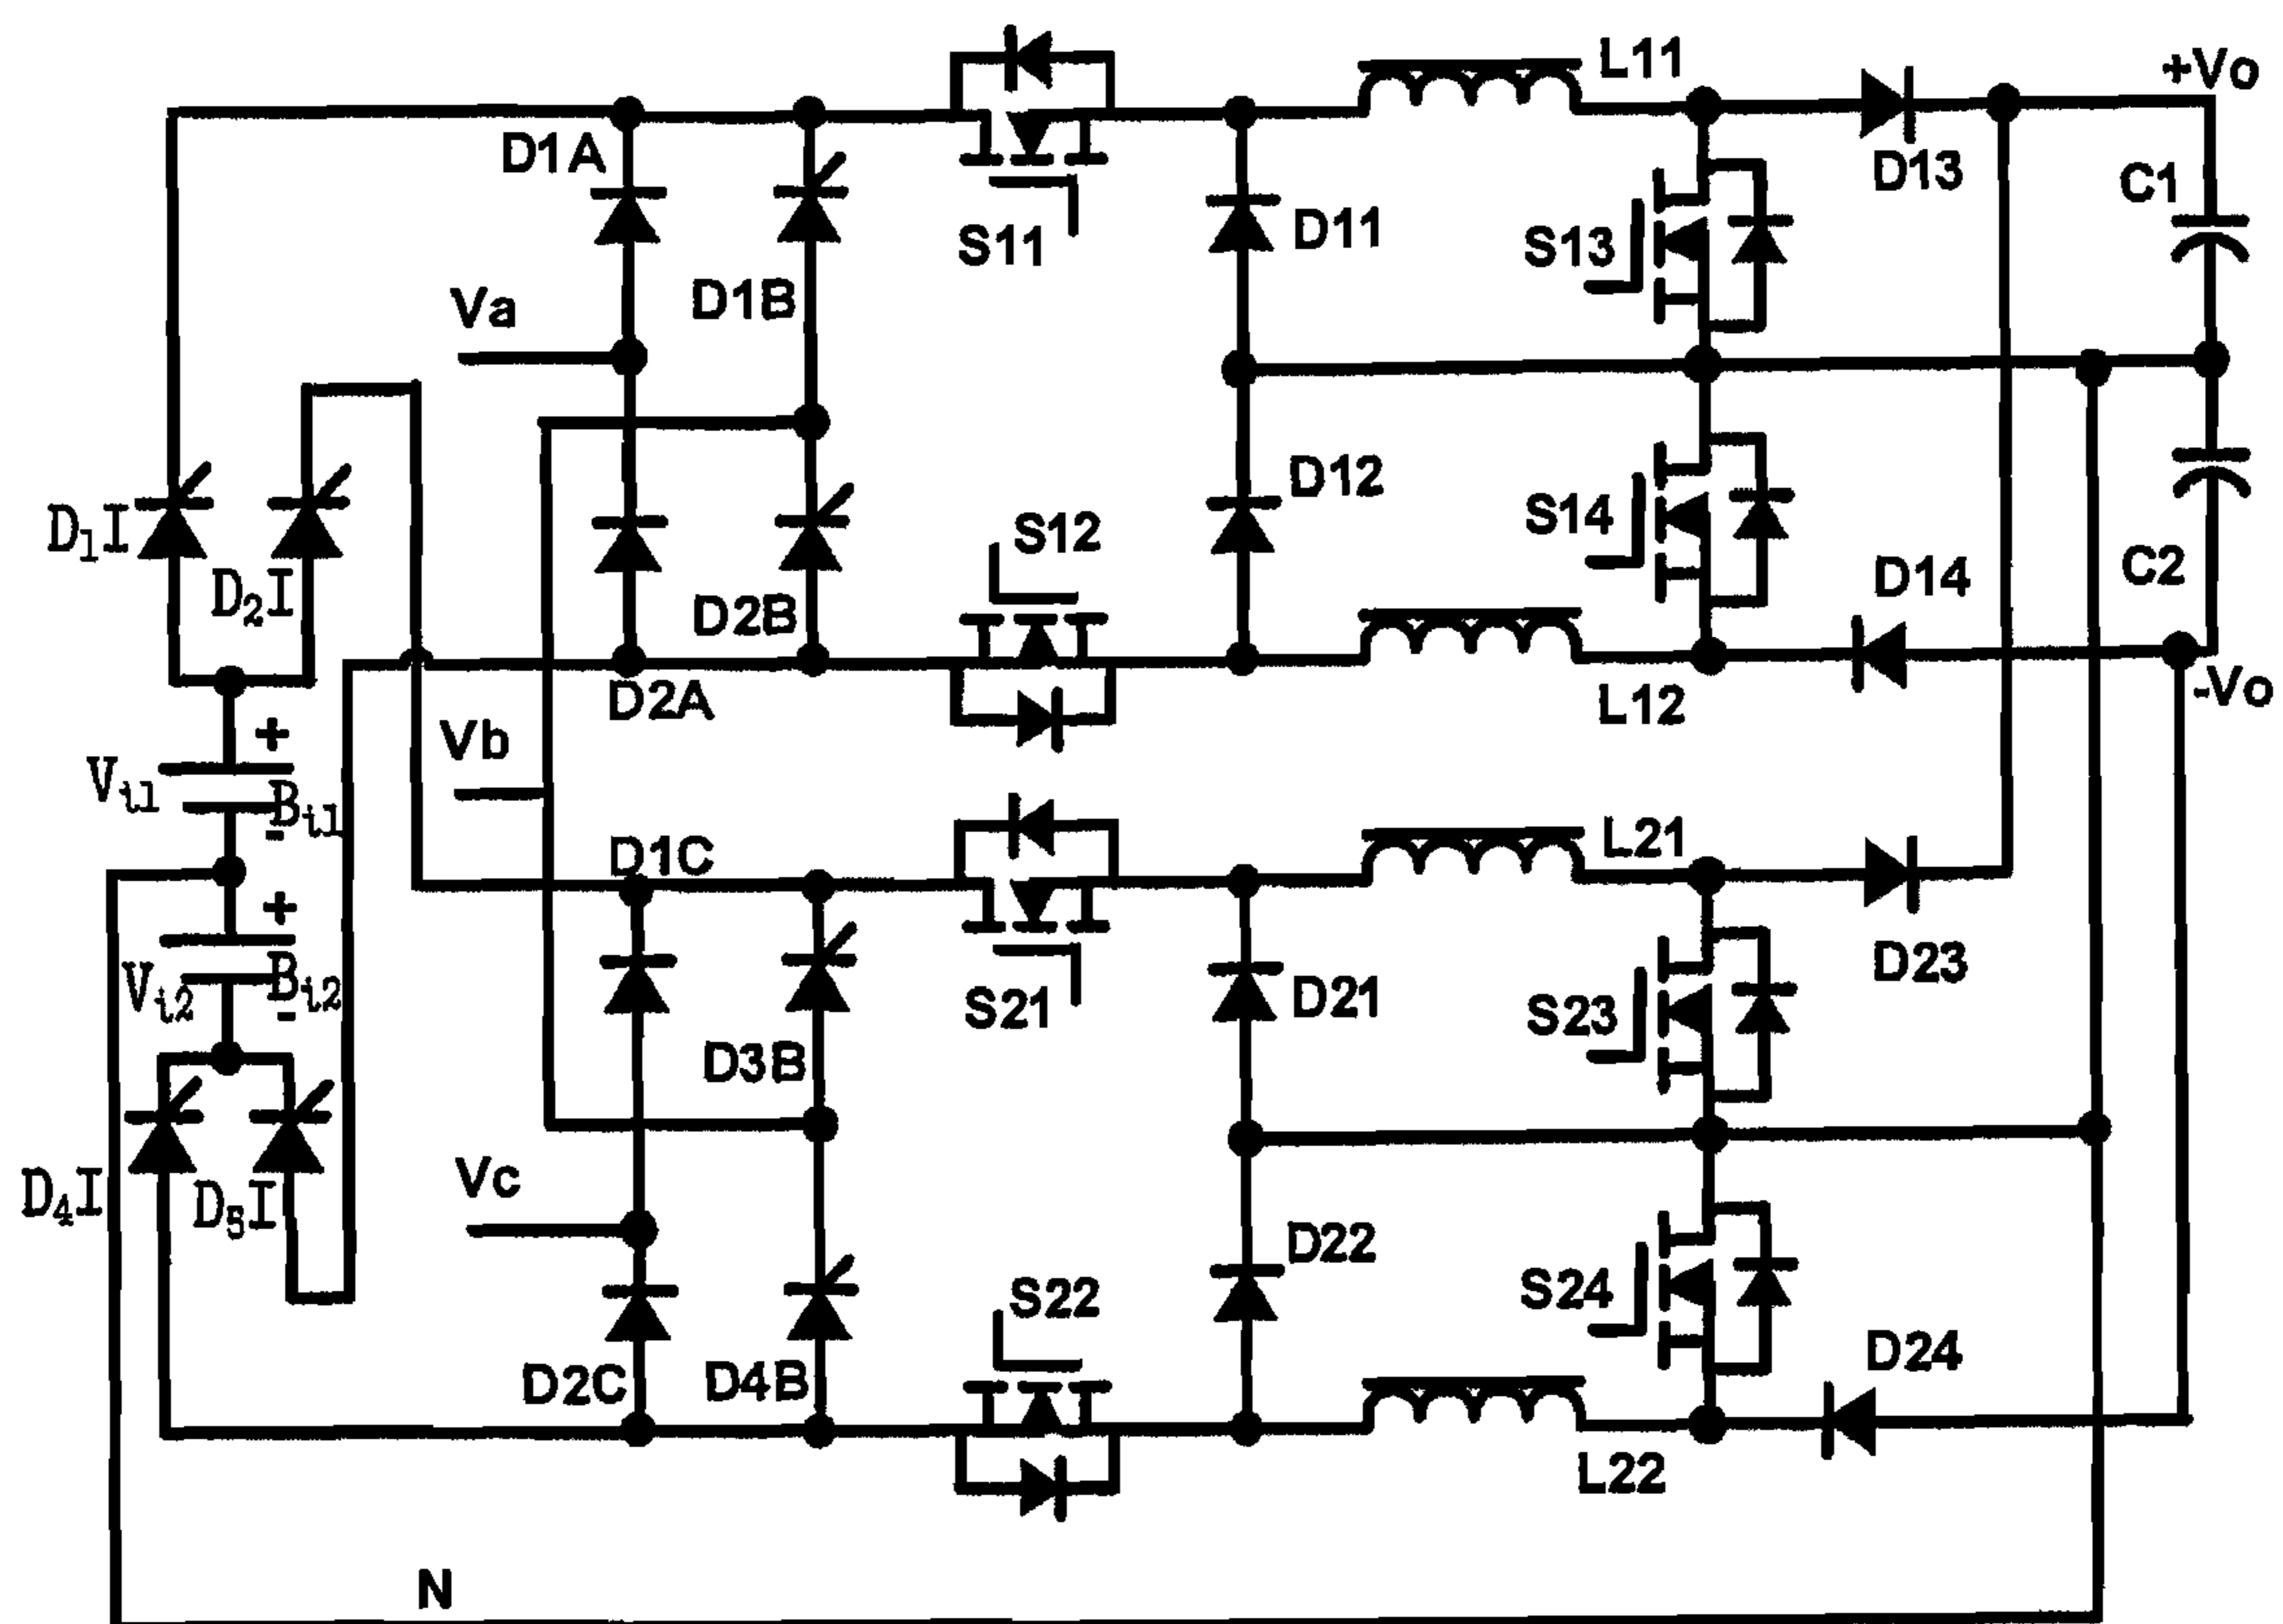 L11
+Vo
D1A
D13
C1
S11
D11
S13
Va
D1B
D12
S14
D₁I
S12
C2
D14
D₂I
D2B
D2A
L12
-Vo
Vb
+
Vi1
Bi1
-
D1C
L21
+
Vi2
Bi2
-
S21
D21
S23
D23
D3B
D₄I
D₅I
Vc
D22
S22
S24
D2C
D4B
D24
L22
N